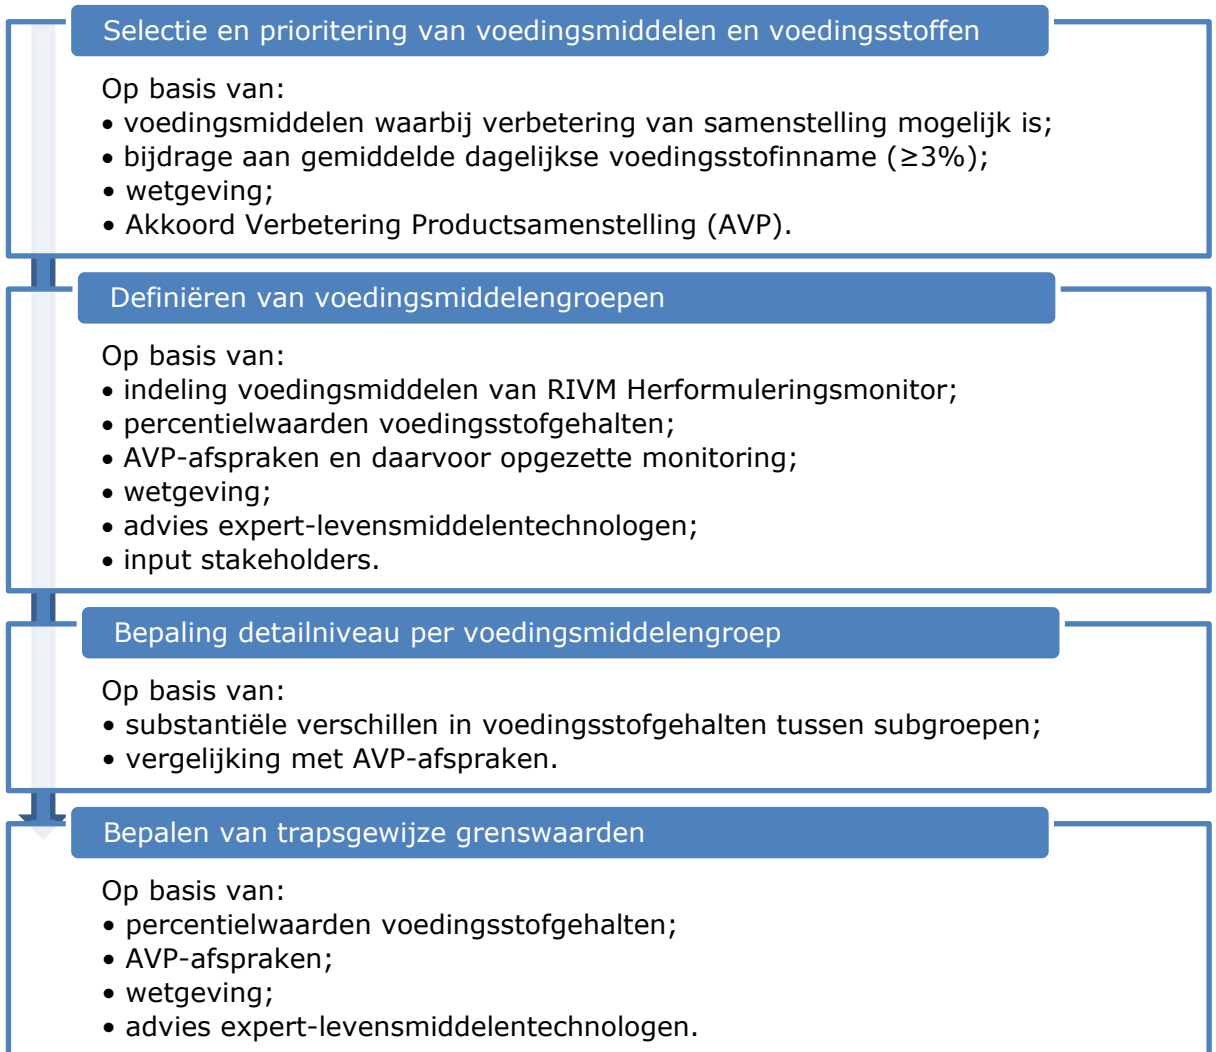 Selectie en prioritering van voedingsmiddelen en voedingsstoffen
Op basis van:
• voedingsmiddelen waarbij verbetering van samenstelling mogelijk is;
• bijdrage aan gemiddelde dagelijkse voedingsstofinname (≥3%);
• wetgeving;
• Akkoord Verbetering Productsamenstelling (AVP).
Definiëren van voedingsmiddelengroepen
Op basis van:
• indeling voedingsmiddelen van RIVM Herformuleringsmonitor;
• percentielwaarden voedingsstofgehalten;
• AVP-afspraken en daarvoor opgezette monitoring;
• wetgeving;
• advies expert-levensmiddelentechnologen;
• input stakeholders.
Bepaling detailniveau per voedingsmiddelengroep
Op basis van:
• substantiële verschillen in voedingsstofgehalten tussen subgroepen;
• vergelijking met AVP-afspraken.
Bepalen van trapsgewijze grenswaarden
Op basis van:
• percentielwaarden voedingsstofgehalten;
• AVP-afspraken;
• wetgeving;
• advies expert-levensmiddelentechnologen.